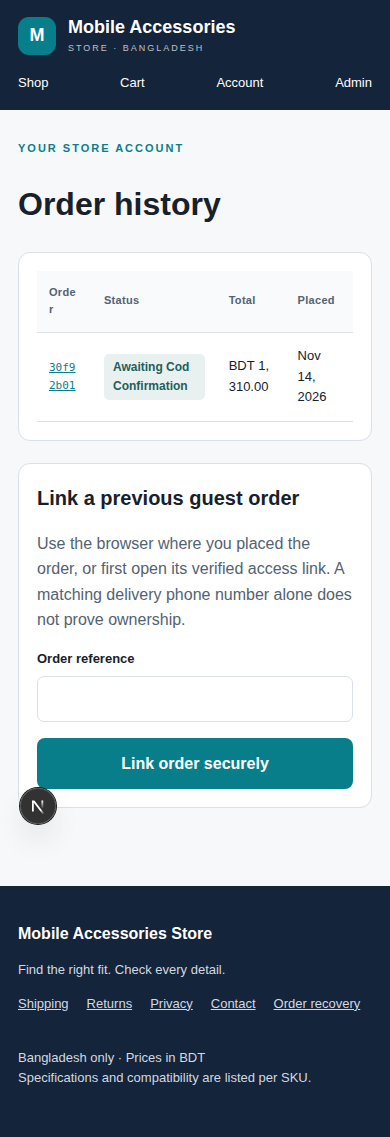 M
Mobile Accessories
STORE · BANGLADESH
Shop Cart Account Admin
YOUR STORE ACCOUNT
Order history
Orde
r
Status
Total
Placed
30f9
2b01
Awaiting Cod
Confirmation
BDT 1,
310.00
Nov
14,
2026
Link a previous guest order
Use the browser where you placed the
order, or first open its verified access link. A
matching delivery phone number alone does
not prove ownership.
Order reference
Link order securely
N
Mobile Accessories Store
Find the right fit. Check every detail.
Shipping Returns Privacy Contact Order recovery
Bangladesh only · Prices in BDT
Specifications and compatibility are listed per SKU.